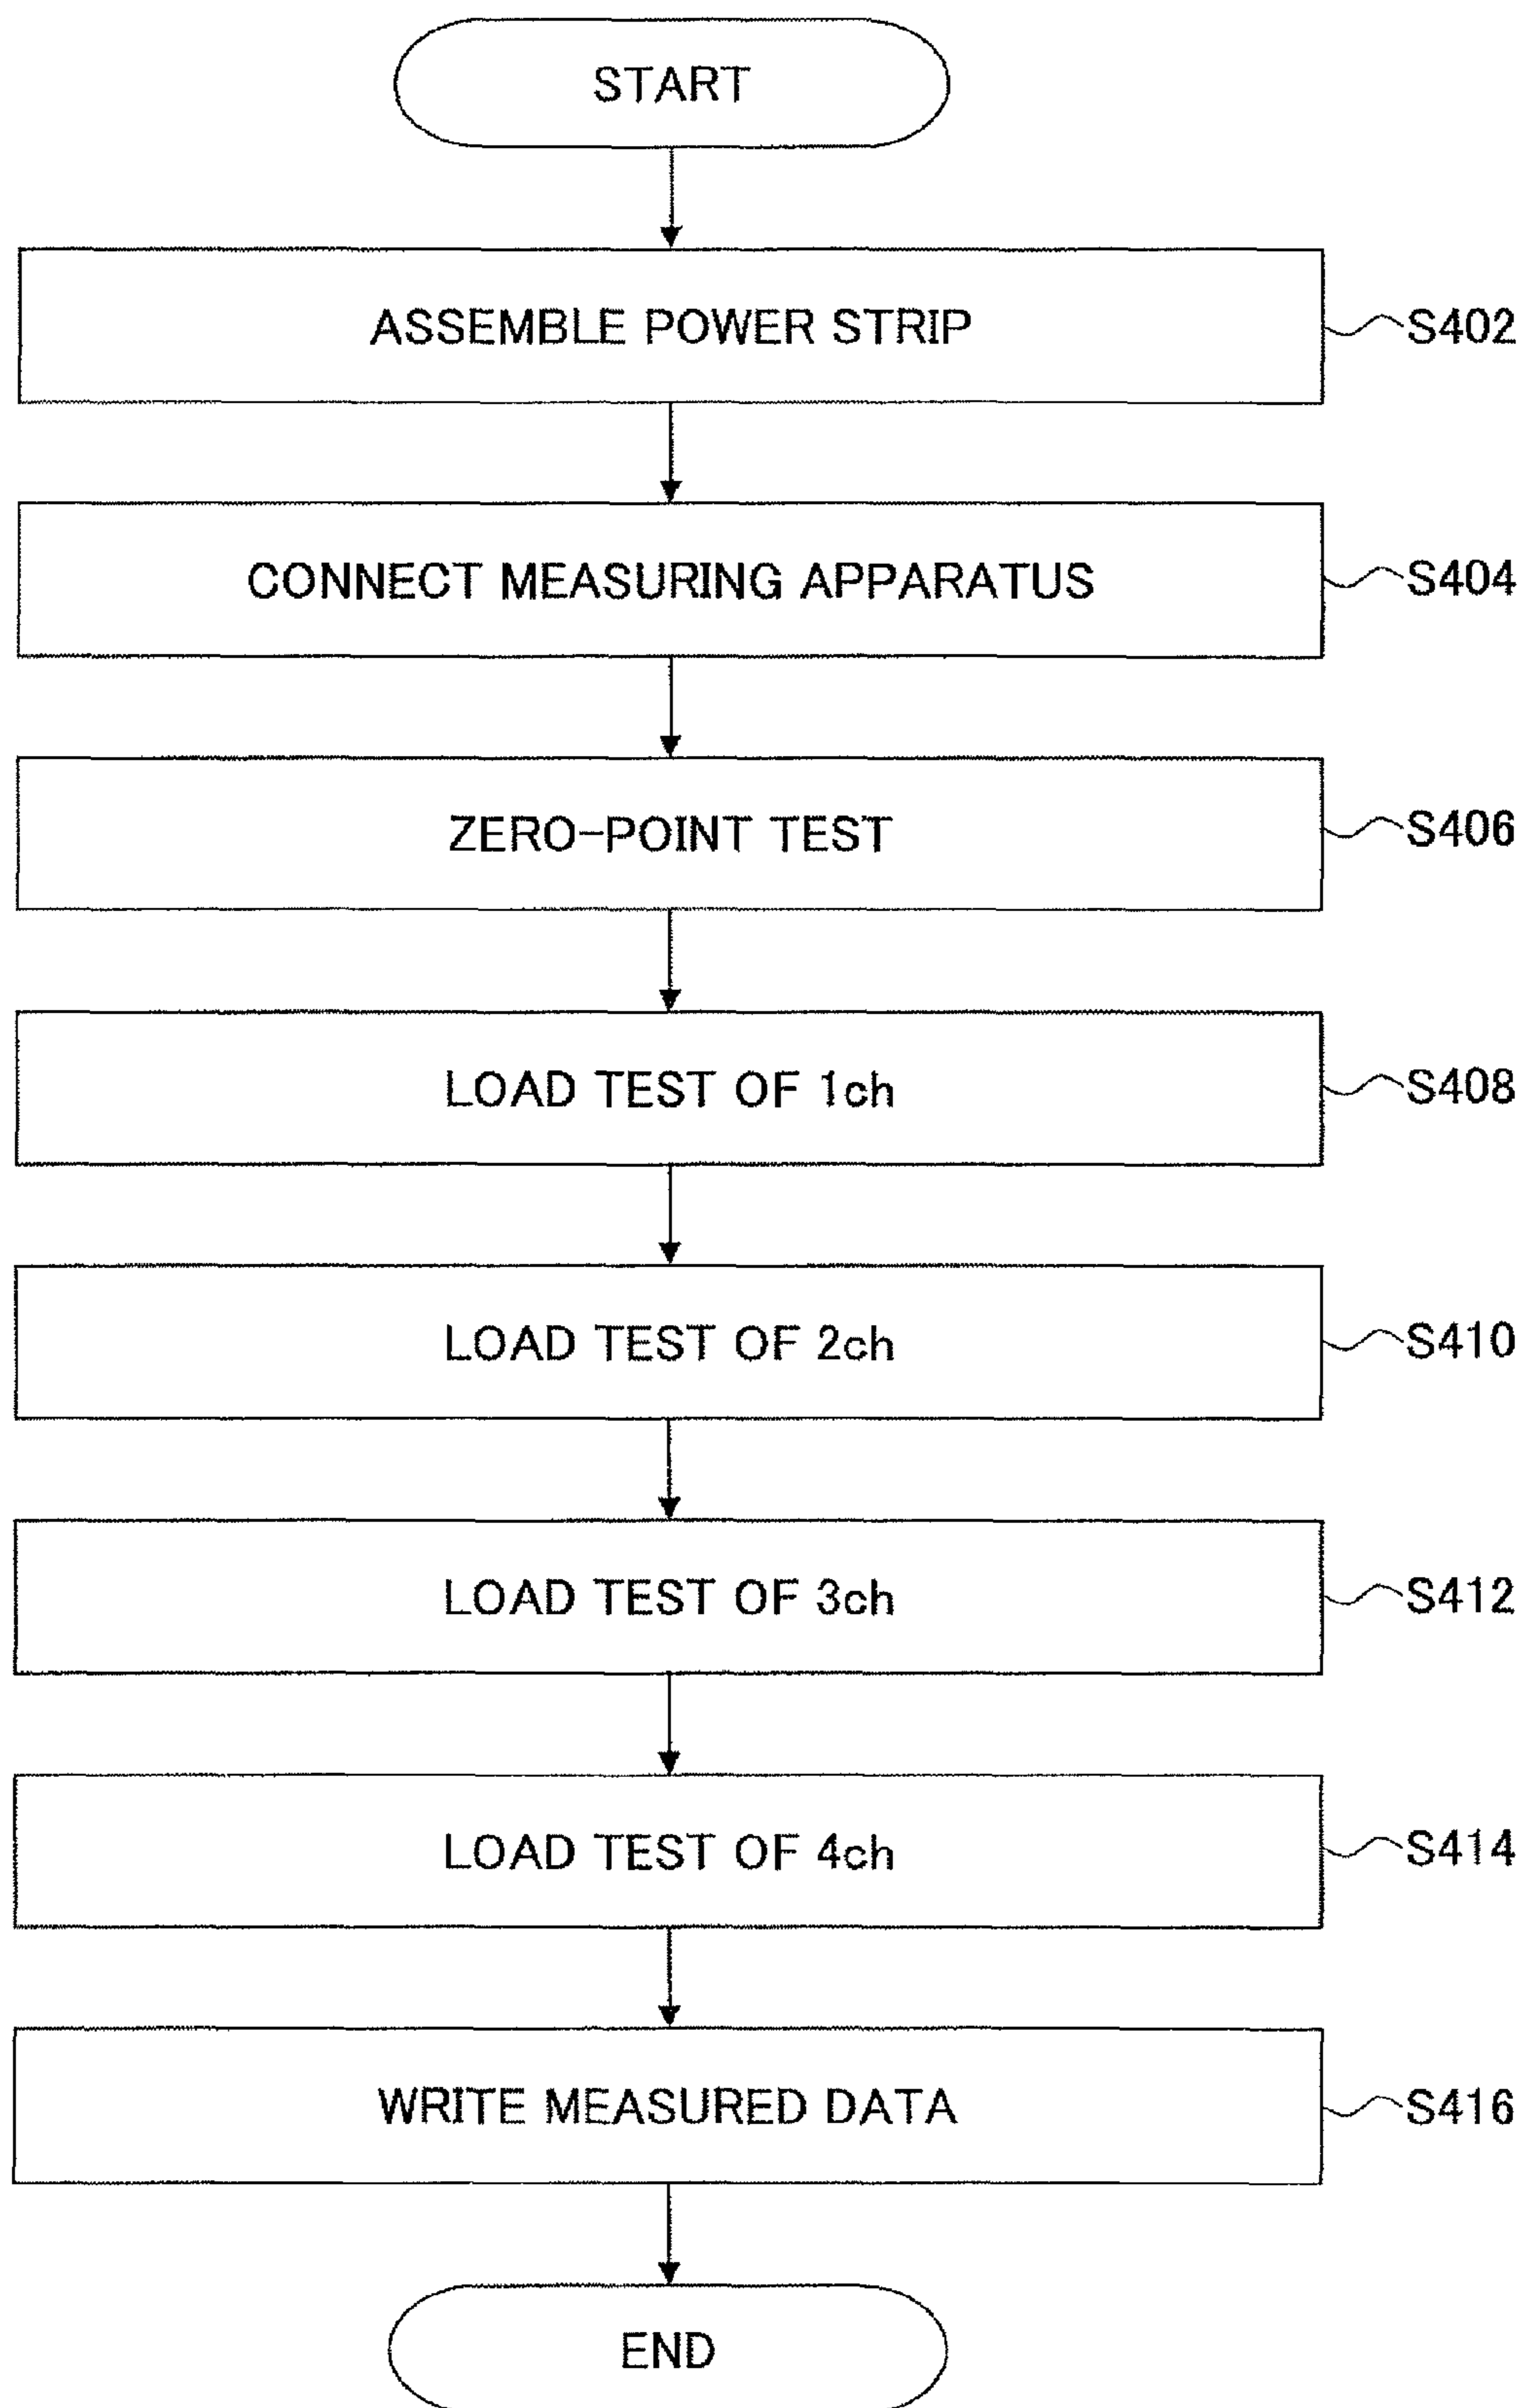 START
ASSEMBLE POWER STRIP
S402
CONNECT MEASURING APPARATUS
S404
ZERO-POINT TEST
S406
LOAD TEST OF 1ch
S408
LOAD TEST OF 2ch
S410
LOAD TEST OF 3ch
S412
LOAD TEST OF 4ch
S414
WRITE MEASURED DATA
S416
END